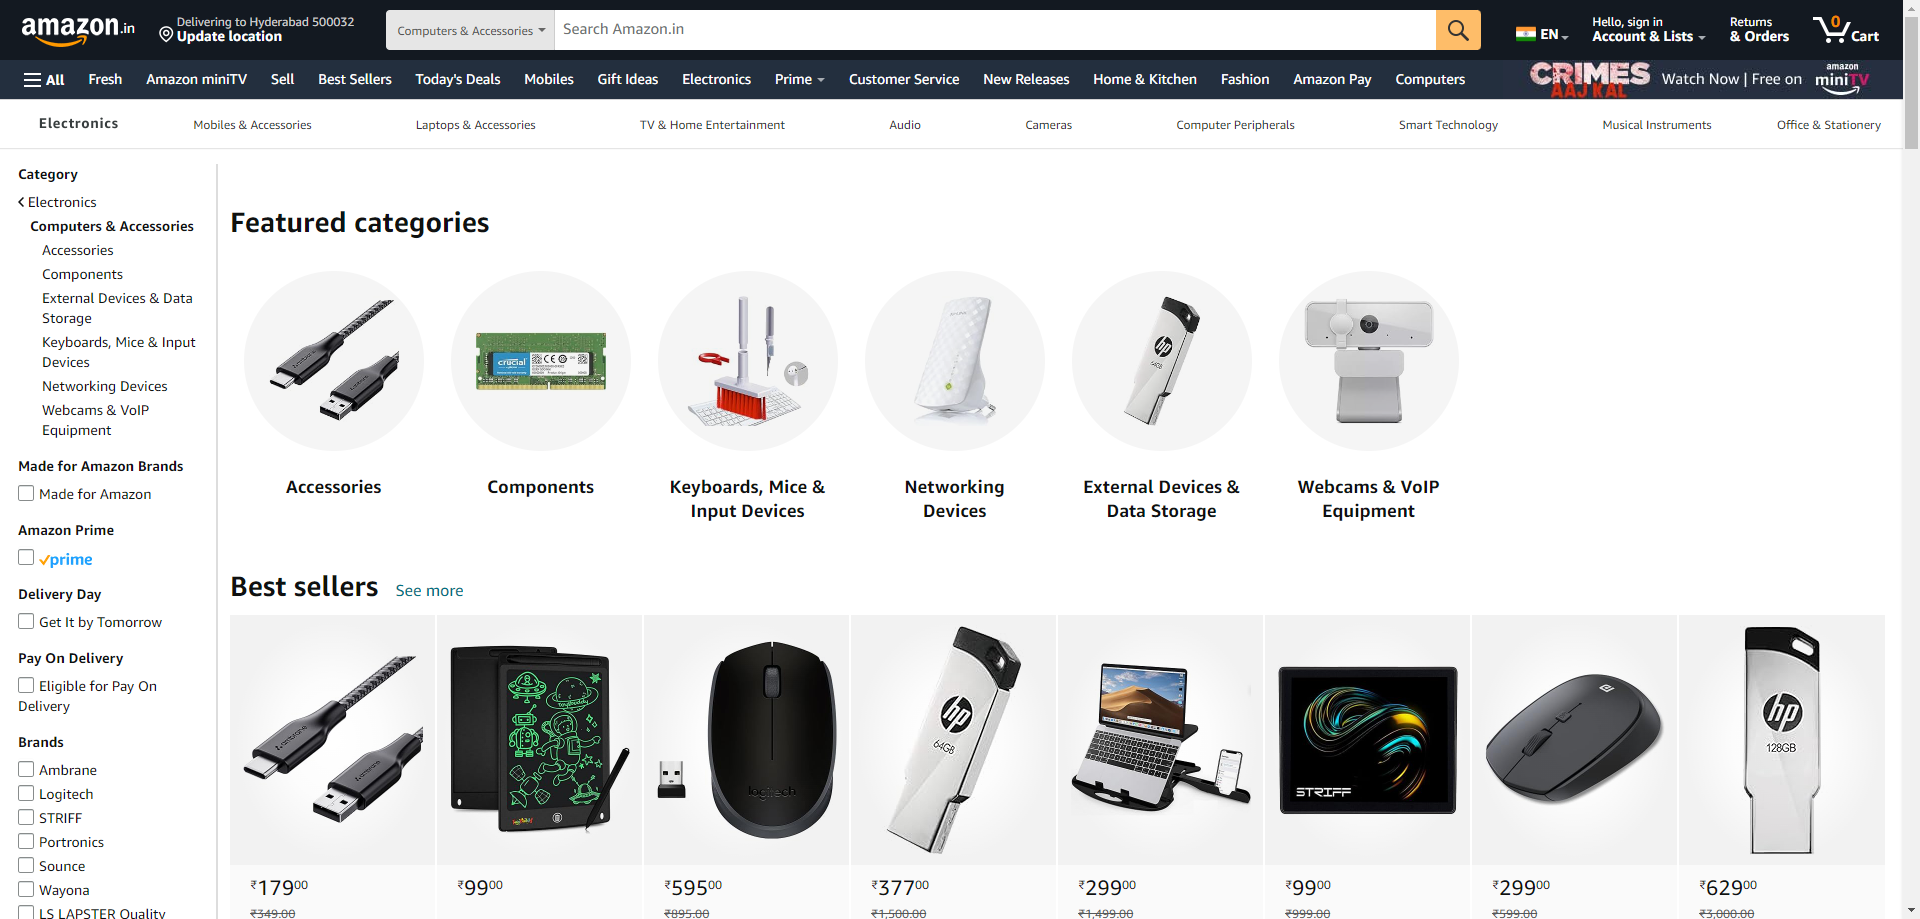 amazon.in
Delivering to Hyderabad 500032
Update location
Computers & Accessories
Search Amazon.in
EN
Hello, sign in
Account & Lists
Returns
& Orders
0
Cart
All
Fresh
Amazon miniTV
Sell
Best Sellers
Today's Deals
Mobiles
Gift Ideas
Electronics
Prime
Customer Service
New Releases
Home & Kitchen
Fashion
Amazon Pay
Computers
CRIMES
AAJ KAL
Watch Now | Free on
amazon
miniTV
Electronics
Mobiles & Accessories
Laptops & Accessories
TV & Home Entertainment
Audio
Cameras
Computer Peripherals
Smart Technology
Musical Instruments
Office & Stationery
Category
Electronics
Computers & Accessories
Accessories
Components
External Devices & Data
Storage
Keyboards, Mice & Input
Devices
Networking Devices
Webcams & VoIP
Equipment
Made for Amazon Brands
Made for Amazon
Amazon Prime
prime
Delivery Day
Get It by Tomorrow
Pay On Delivery
Eligible for Pay On
Delivery
Brands
Ambrane
Logitech
STRIFF
Portronics
Sounce
Wayona
LS LAPSTER Quality
Featured categories
crucial
hp
64GB
Accessories
Components
Keyboards, Mice &
Input Devices
Networking
Devices
External Devices &
Data Storage
Webcams & VoIP
Equipment
Best sellers
See more
ambrane
ambrane
logitech
hp
64GB
STRIFF
hp
128GB
₹17900
₹349.00
₹9900
₹59500
₹895.00
₹37700
₹1,500.00
₹29900
₹1,499.00
₹9900
₹999.00
₹29900
₹599.00
₹62900
₹3,000.00